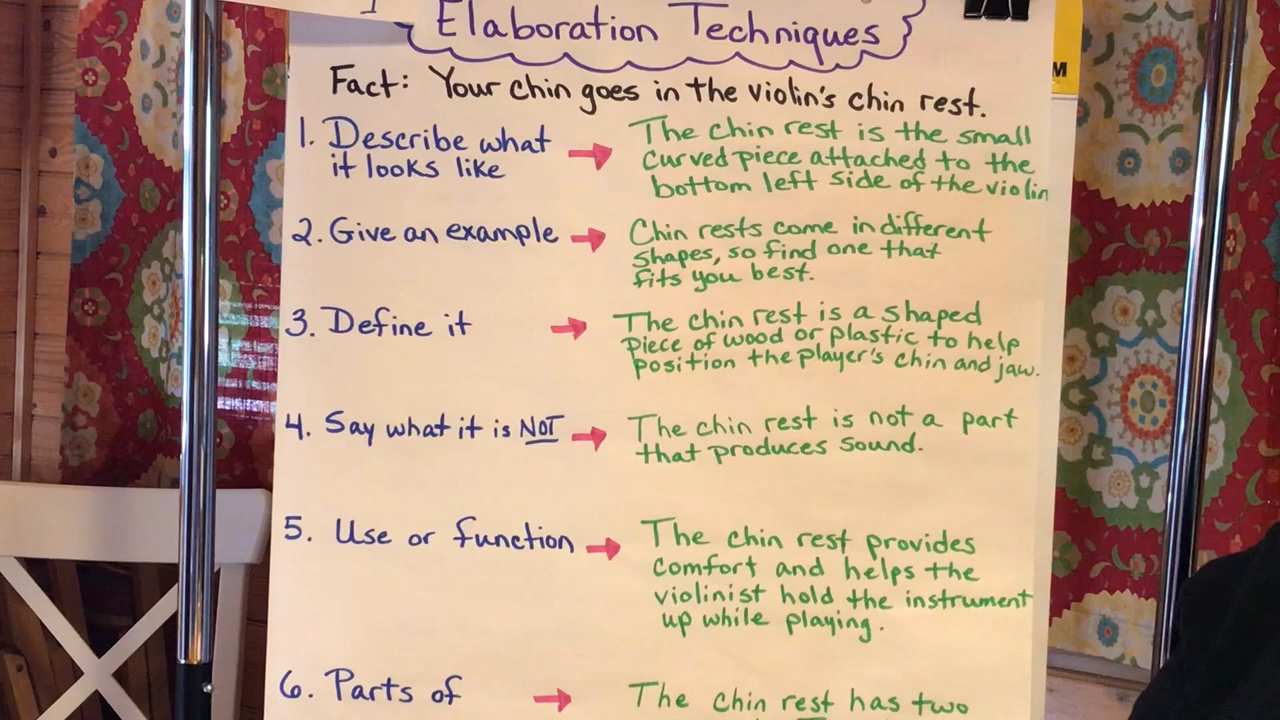 Elaboration Techniques
Fact: Your chin goes in the violin's chin rest.
1. Describe what
it looks like
The chin rest is the small
curved piece attached to the
bottom left side of the violin
2. Give an example
Chin rests come in different
shapes, so find one that
fits you best.
3. Define it
The chin rest is a shaped
piece of wood or plastic to help
position the player's chin and jaw.
4. Say what it is NOT
The chin rest is not a part
that produces sound.
5. Use or function
The chin rest provides
comfort and helps the
violinist hold the instrument
up while playing.
6. Parts of
The chin rest has two
M